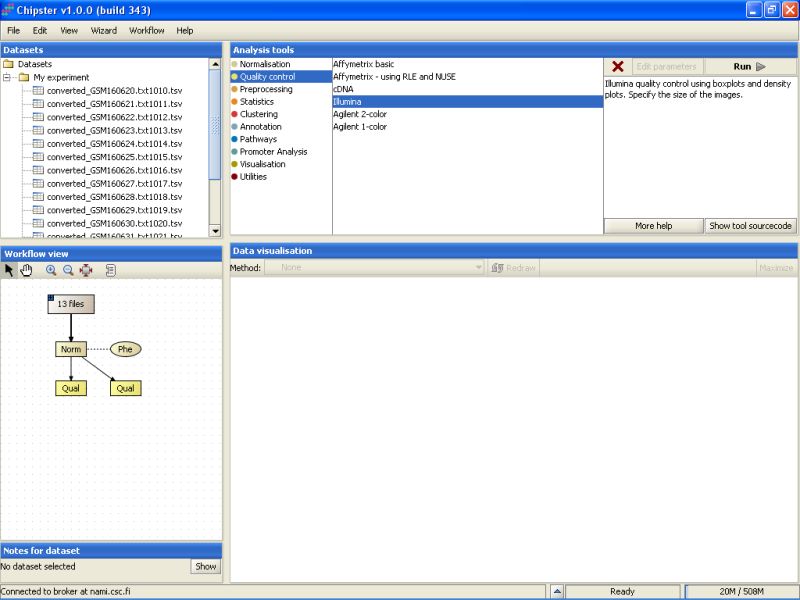 Chipster v1.0.0 (build 343)
File Edit View Wizard Workflow Help
Datasets
Datasets
My experiment
converted_GSM160620.txt1010.tsv
converted_GSM160621.txt1011.tsv
converted_GSM160622.txt1012.tsv
converted_GSM160623.txt1013.tsv
converted_GSM160624.txt1014.tsv
converted_GSM160625.txt1015.tsv
converted_GSM160626.txt1016.tsv
converted_GSM160627.txt1017.tsv
converted_GSM160628.txt1018.tsv
converted_GSM160629.txt1019.tsv
converted_GSM160630.txt1020.tsv
converted_GSM160631.txt1021.tsv
Analysis tools
Normalisation
Quality control
Preprocessing
Statistics
Clustering
Annotation
Pathways
Promoter Analysis
Visualisation
Utilities
Affymetrix basic
Affymetrix - using RLE and NUSE
cDNA
Illumina
Agilent 2-color
Agilent 1-color
Edit parameters Run
Illumina quality control using boxplots and density
plots. Specify the size of the images.
More help Show tool sourcecode
Workflow view
13 files
Norm Phe
Qual Qual
Data visualisation
Method: None Redraw Maximize
Notes for dataset
No dataset selected Show
Connected to broker at nami.csc.fi Ready 20M / 508M